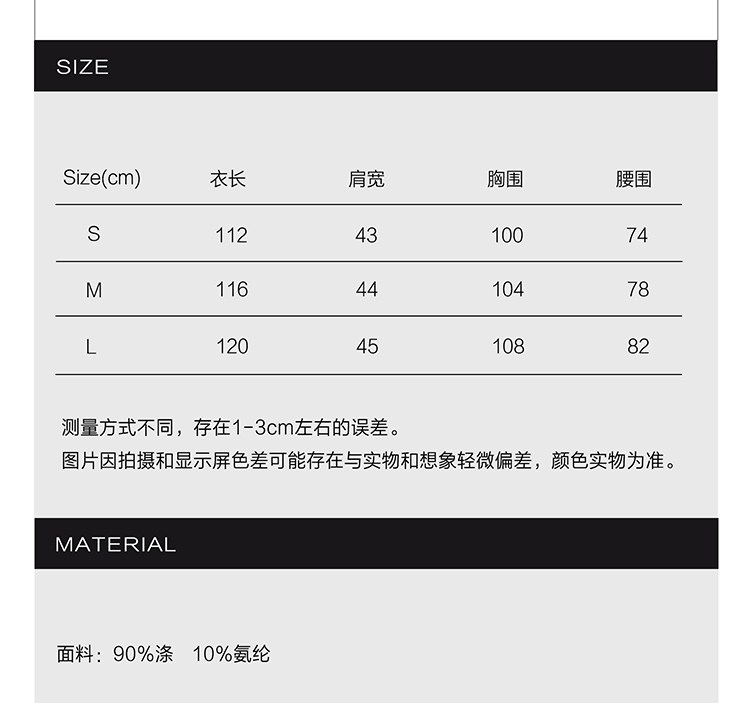 SIZE
Size(cm) 衣长 肩宽 胸围 腰围
S 112 43 100 74
M 116 44 104 78
L 120 45 108 82
测量方式不同，存在1-3cm左右的误差。
图片因拍摄和显示屏色差可能存在与实物和想象轻微偏差，颜色实物为准。
MATERIAL
面料：90%涤 10%氨纶